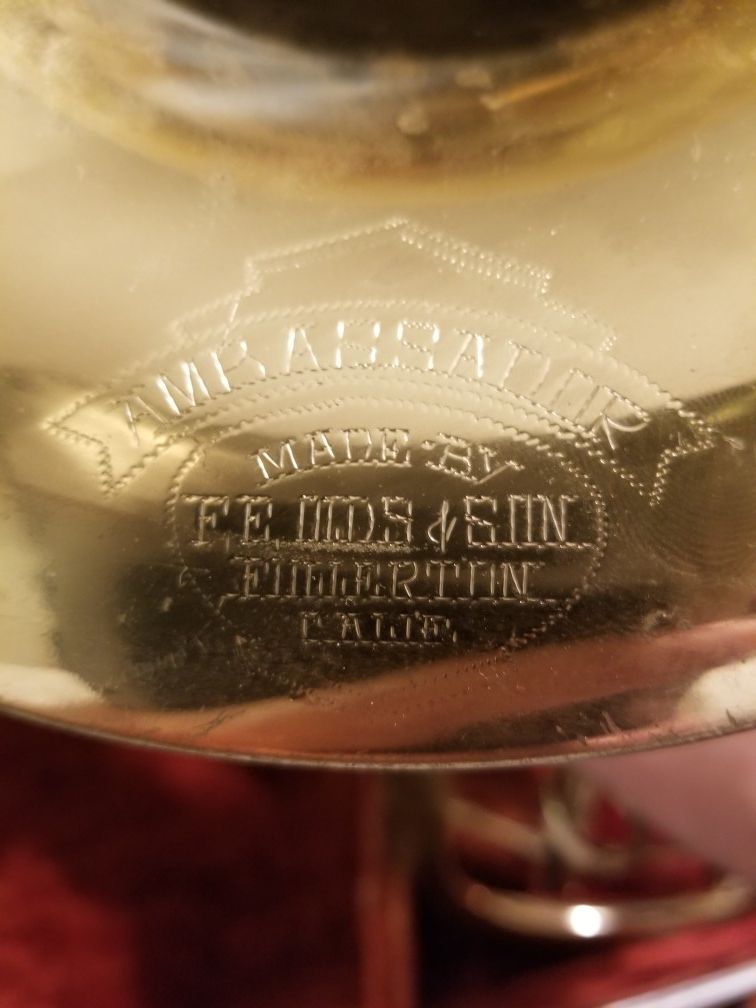 AMBASSADOR
MADE BY
F.E. OLDS & SON
FULLERTON
CALIF.